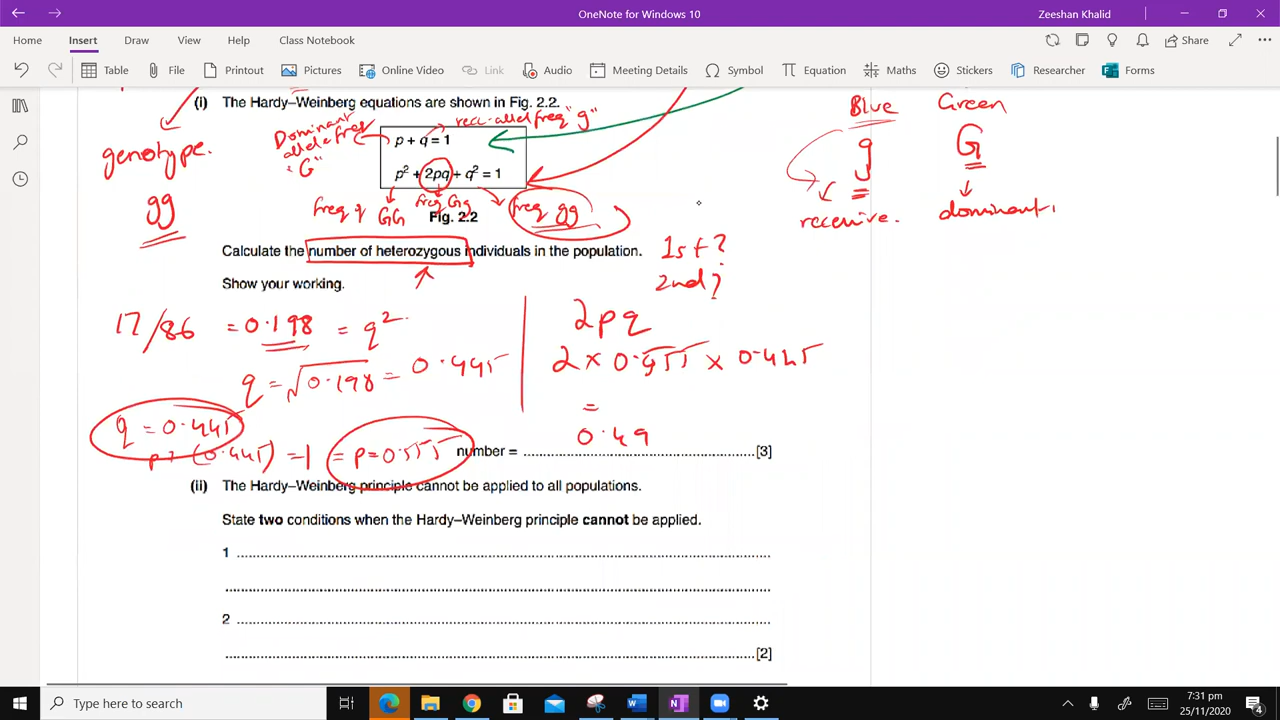 OneNote for Windows 10
Zeeshan Khalid
Home Insert Draw View Help Class Notebook
Share
Table File Printout Pictures Online Video Link Audio Meeting Details Symbol Equation Maths Stickers Researcher Forms
(i) The Hardy–Weinberg equations are shown in Fig. 2.2.
Blue Green
Dominant allele freq "G"
rec. allel freq "g"
p + q = 1
genotype.
g G
p² + 2pq + q² = 1
gg
freq of GG
freq Gg
freq gg
Fig. 2.2
recessive. dominant.
Calculate the number of heterozygous individuals in the population.
1st ?
2nd ?
Show your working.
17/86 = 0.198 = q²
q = √0.198 = 0.445
q = 0.445
p + (0.445) = 1 = p = 0.555
2pq
2 × 0.555 × 0.445
=
0.49
number = [3]
(ii) The Hardy–Weinberg principle cannot be applied to all populations.
State two conditions when the Hardy–Weinberg principle cannot be applied.
1
2
[2]
Type here to search
7:31 pm
25/11/2020
4